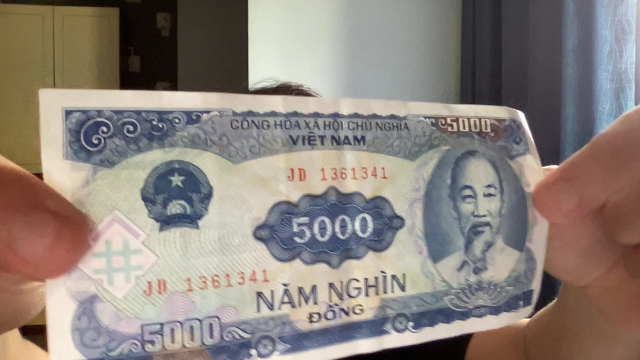 CỘNG HÒA XÃ HỘI CHỦ NGHĨA
VIỆT NAM
5000
JD 1361341
5000
JD 1361341
NĂM NGHÌN
ĐỒNG
5000